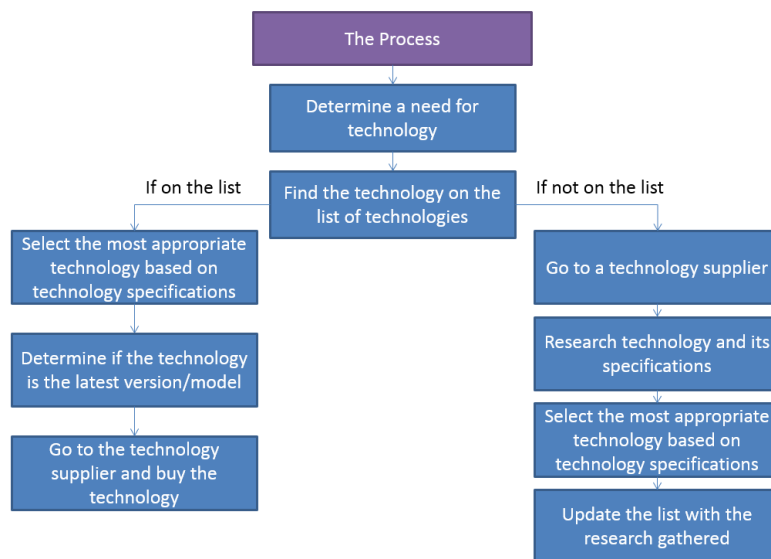 The Process
Determine a need for
technology
If on the list
Find the technology on the
list of technologies
If not on the list
Select the most appropriate
technology based on
technology specifications
Determine if the technology
is the latest version/model
Go to the technology
supplier and buy the
technology
Go to a technology supplier
Research technology and its
specifications
Select the most appropriate
technology based on
technology specifications
Update the list with the
research gathered